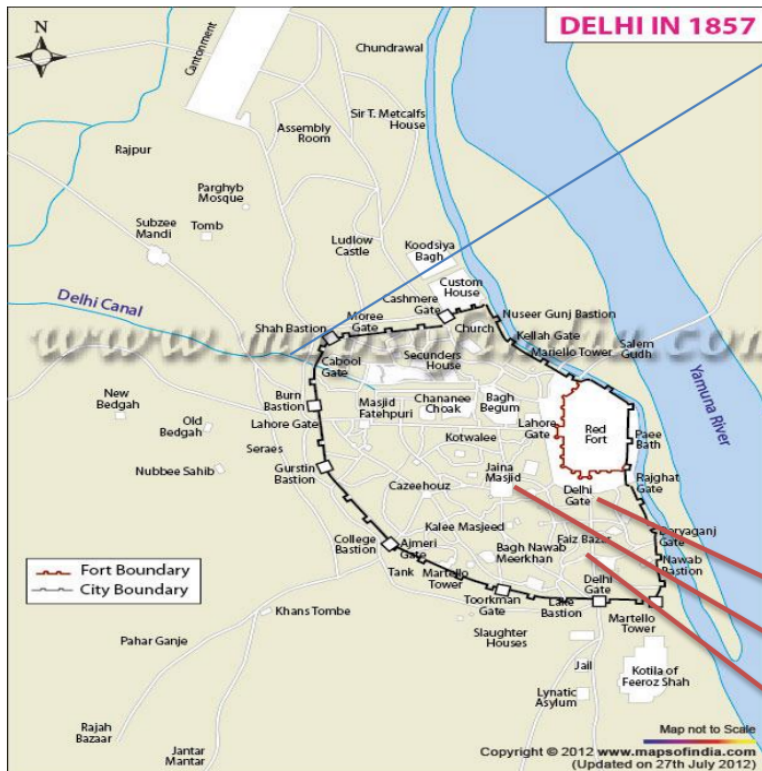 DELHI IN 1857
N
Cantonment
Chundrawal
Sir T. Metcalfs
House
Assembly
Room
Rajpur
Parghyb
Mosque
Subzee
Mandi
Tomb
Ludlow
Castle
Koodsiya
Bagh
Delhi Canal
Custom
House
Cashmere
Gate
Moree
Gate
Shah Bastion
Nuseer Gunj Bastion
Church
Kellah Gate
Salem
Gudh
Mariello Tower
www.mapsofindia.com
Cabool
Gate
Secunders
House
Yamuna River
New
Bedgah
Burn
Bastion
Masjid
Fatehpuri
Chananee
Choak
Bagh
Begum
Lahore Gate
Old
Bedgah
Lahore
Gate
Red
Fort
Paee
Bath
Kotwalee
Seraes
Nubbee Sahib
Gurstin
Bastion
Jaina
Masjid
Rajghat
Gate
Cazeehouz
Delhi
Gate
Kalee Masjeed
Daryaganj
Gate
College
Bastion
Ajmeri
Gate
Faiz Bazar
Bagh Nawab
Meerkhan
Nawab
Bastion
Fort Boundary
City Boundary
Tank
Martello
Tower
Delhi
Gate
Toorkman
Gate
Lake
Bastion
Martello
Tower
Khans Tombe
Pahar Ganje
Slaughter
Houses
Jail
Kotila of
Feeroz Shah
Lynatic
Asylum
Rajah
Bazaar
Jantar
Mantar
Map not to Scale
Copyright © 2012 www.mapsofindia.com
(Updated on 27th July 2012)